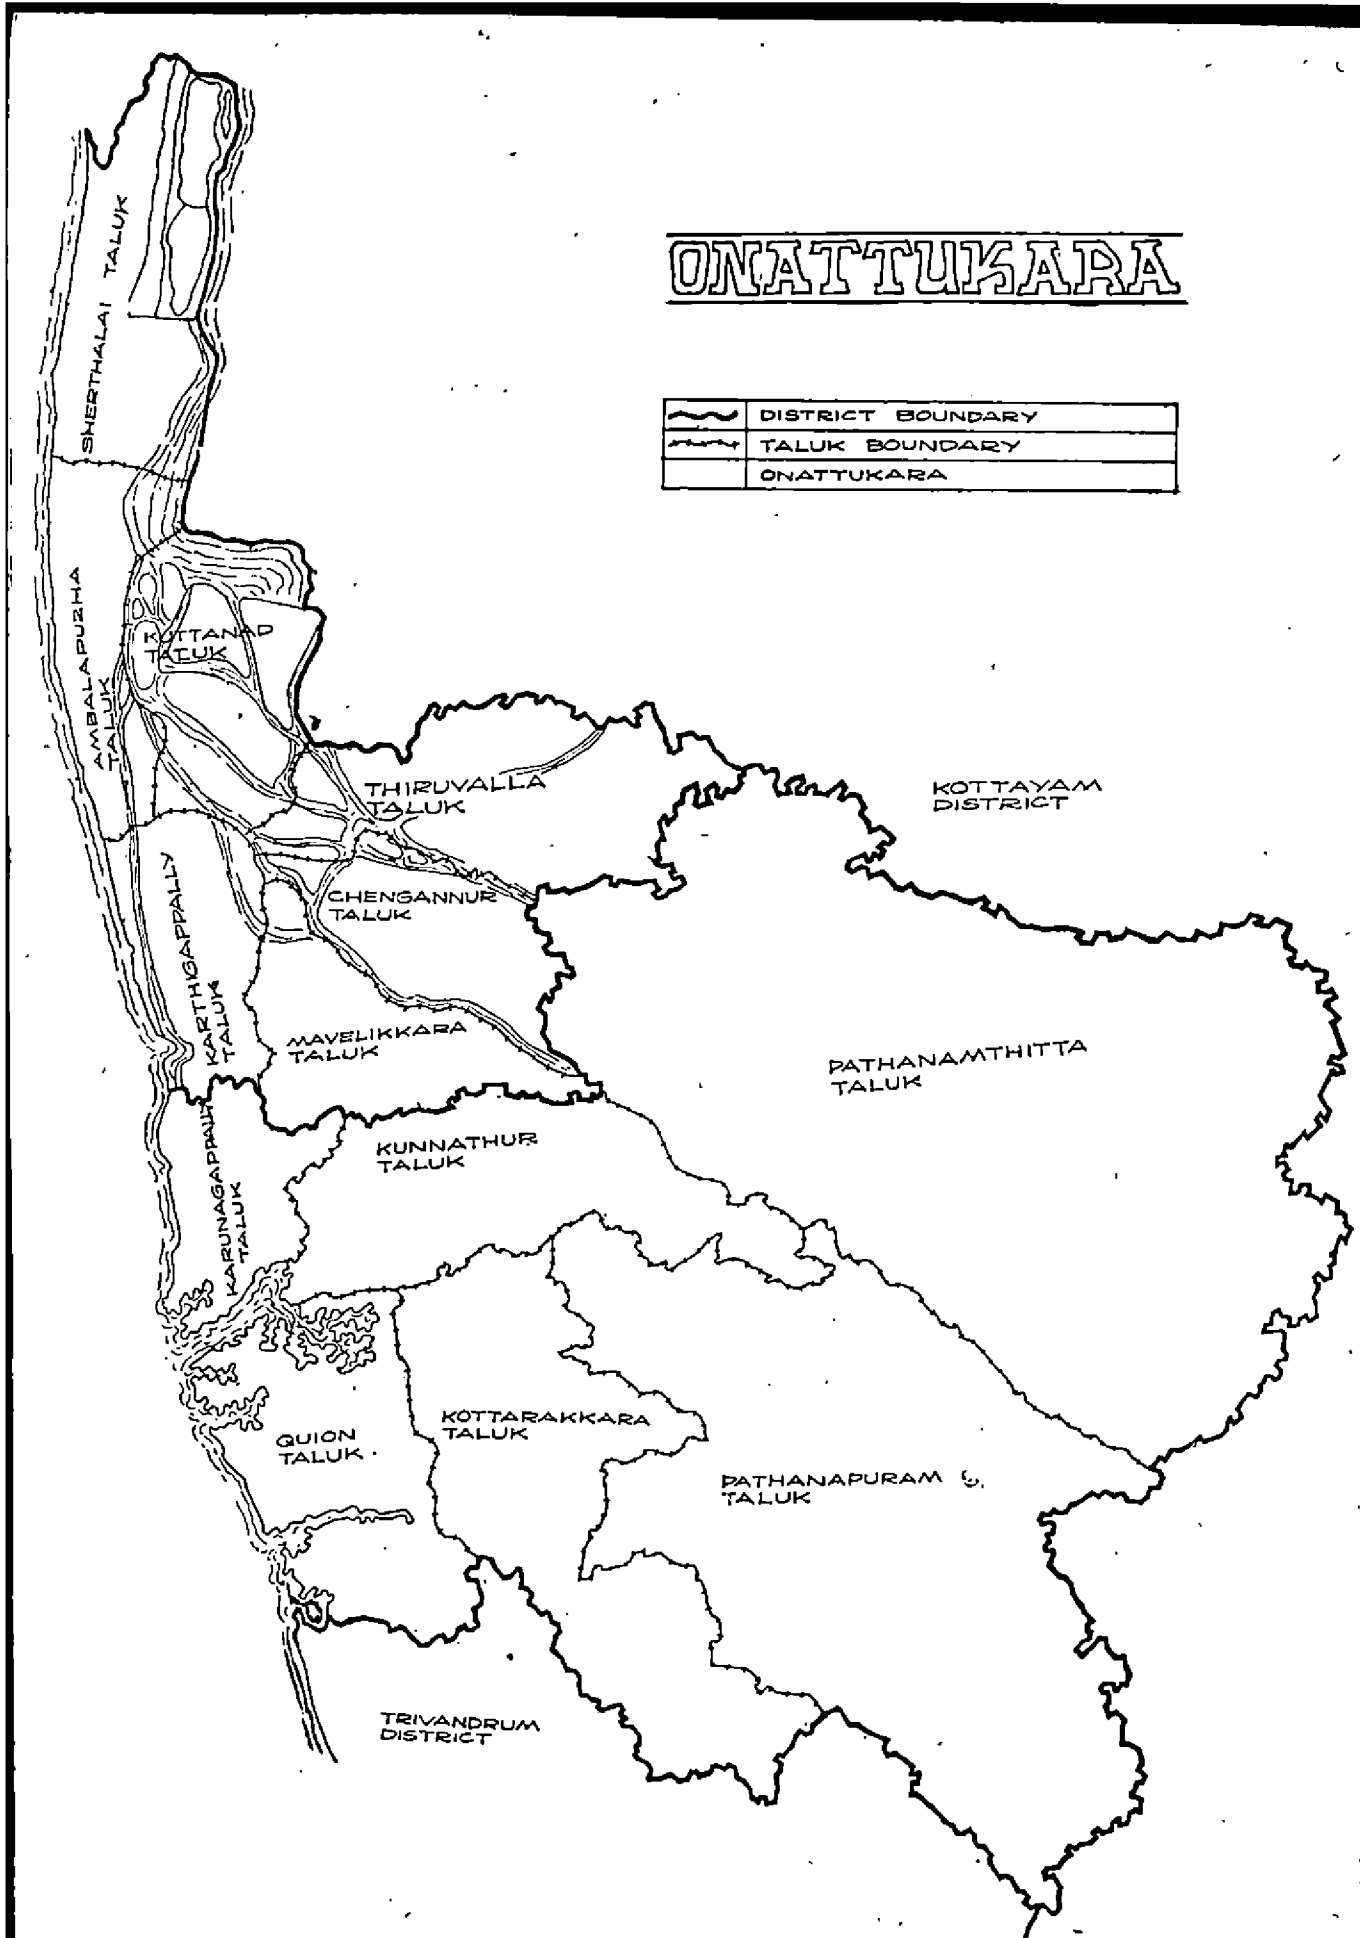 ONATTUKARA
DISTRICT BOUNDARY
TALUK BOUNDARY
ONATTUKARA
SHERTHALAI TALUK
AMBALAPURHA
TALUK
KUTTANAD
TALUK
THIRUVALLA
TALUK
KOTTAYAM
DISTRICT
CHENGANNUR
TALUK
KARTHIGAPPALLY
TALUK
MAVELIKKARA
TALUK
PATHANAMTHITTA
TALUK
KARUNAGAPPALLY
TALUK
KUNNATHUR
TALUK
QUION
TALUK
KOTTARAKKARA
TALUK
PATHANAPURAM
TALUK
TRIVANDRUM
DISTRICT